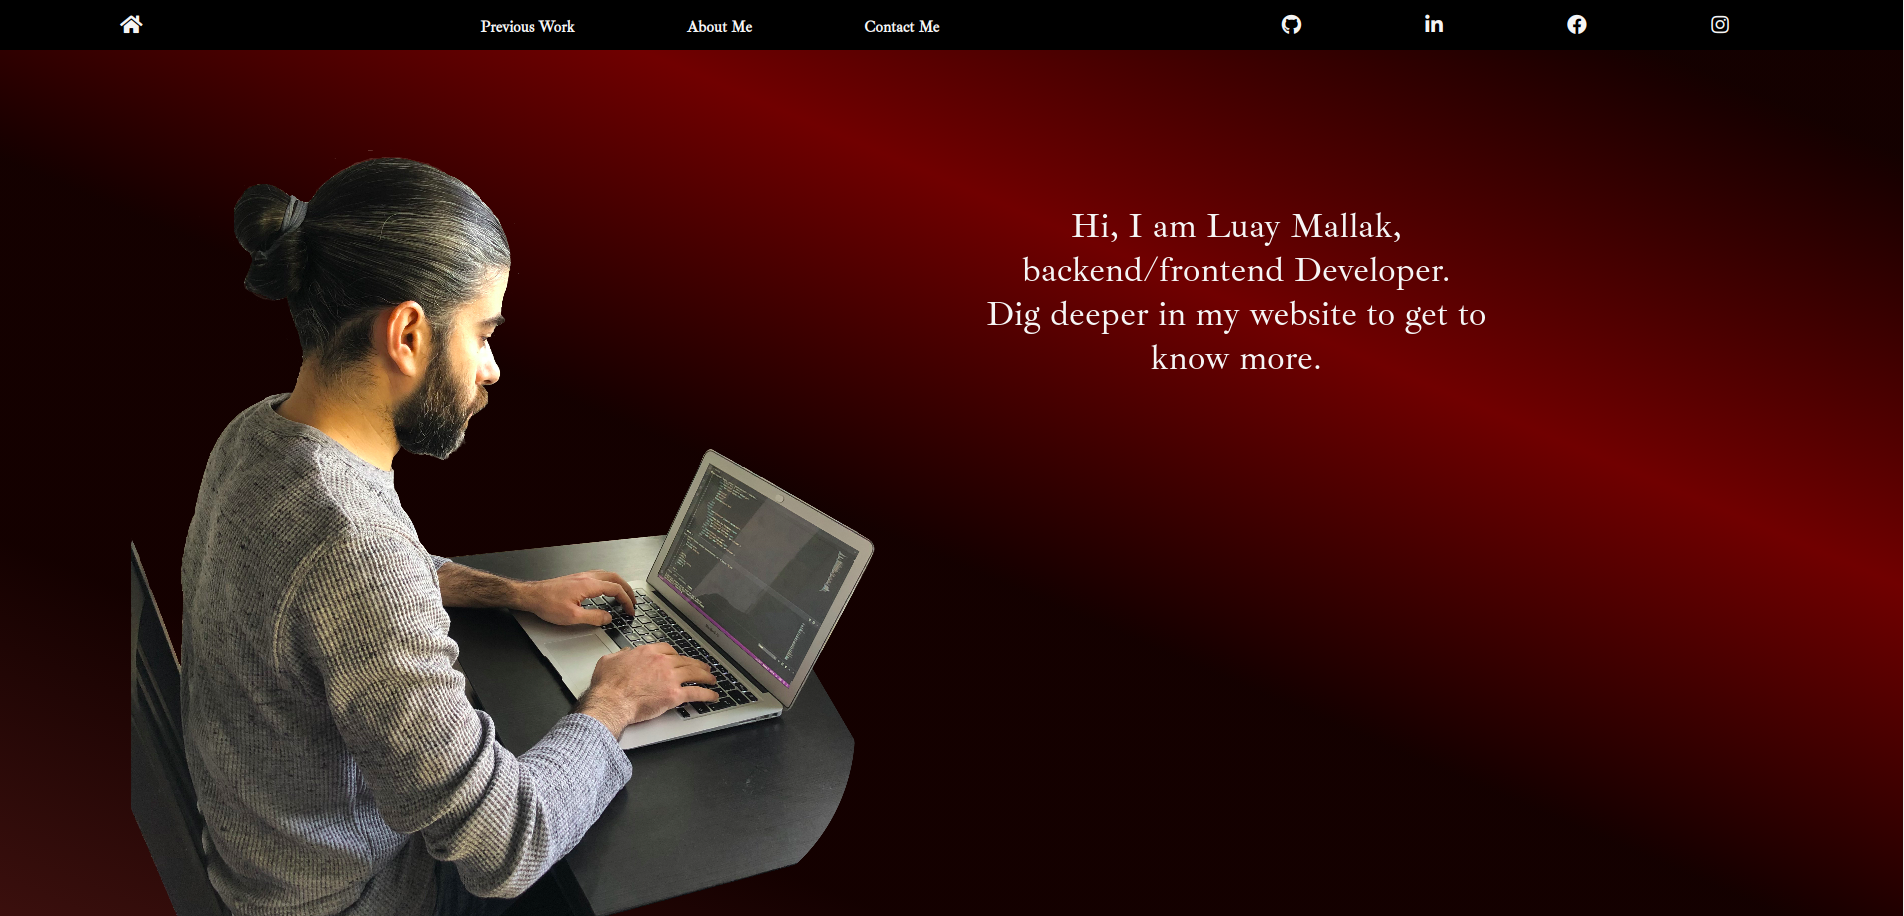 Previous Work
About Me
Contact Me
Hi, I am Luay Mallak,
backend/frontend Developer.
Dig deeper in my website to get to
know more.